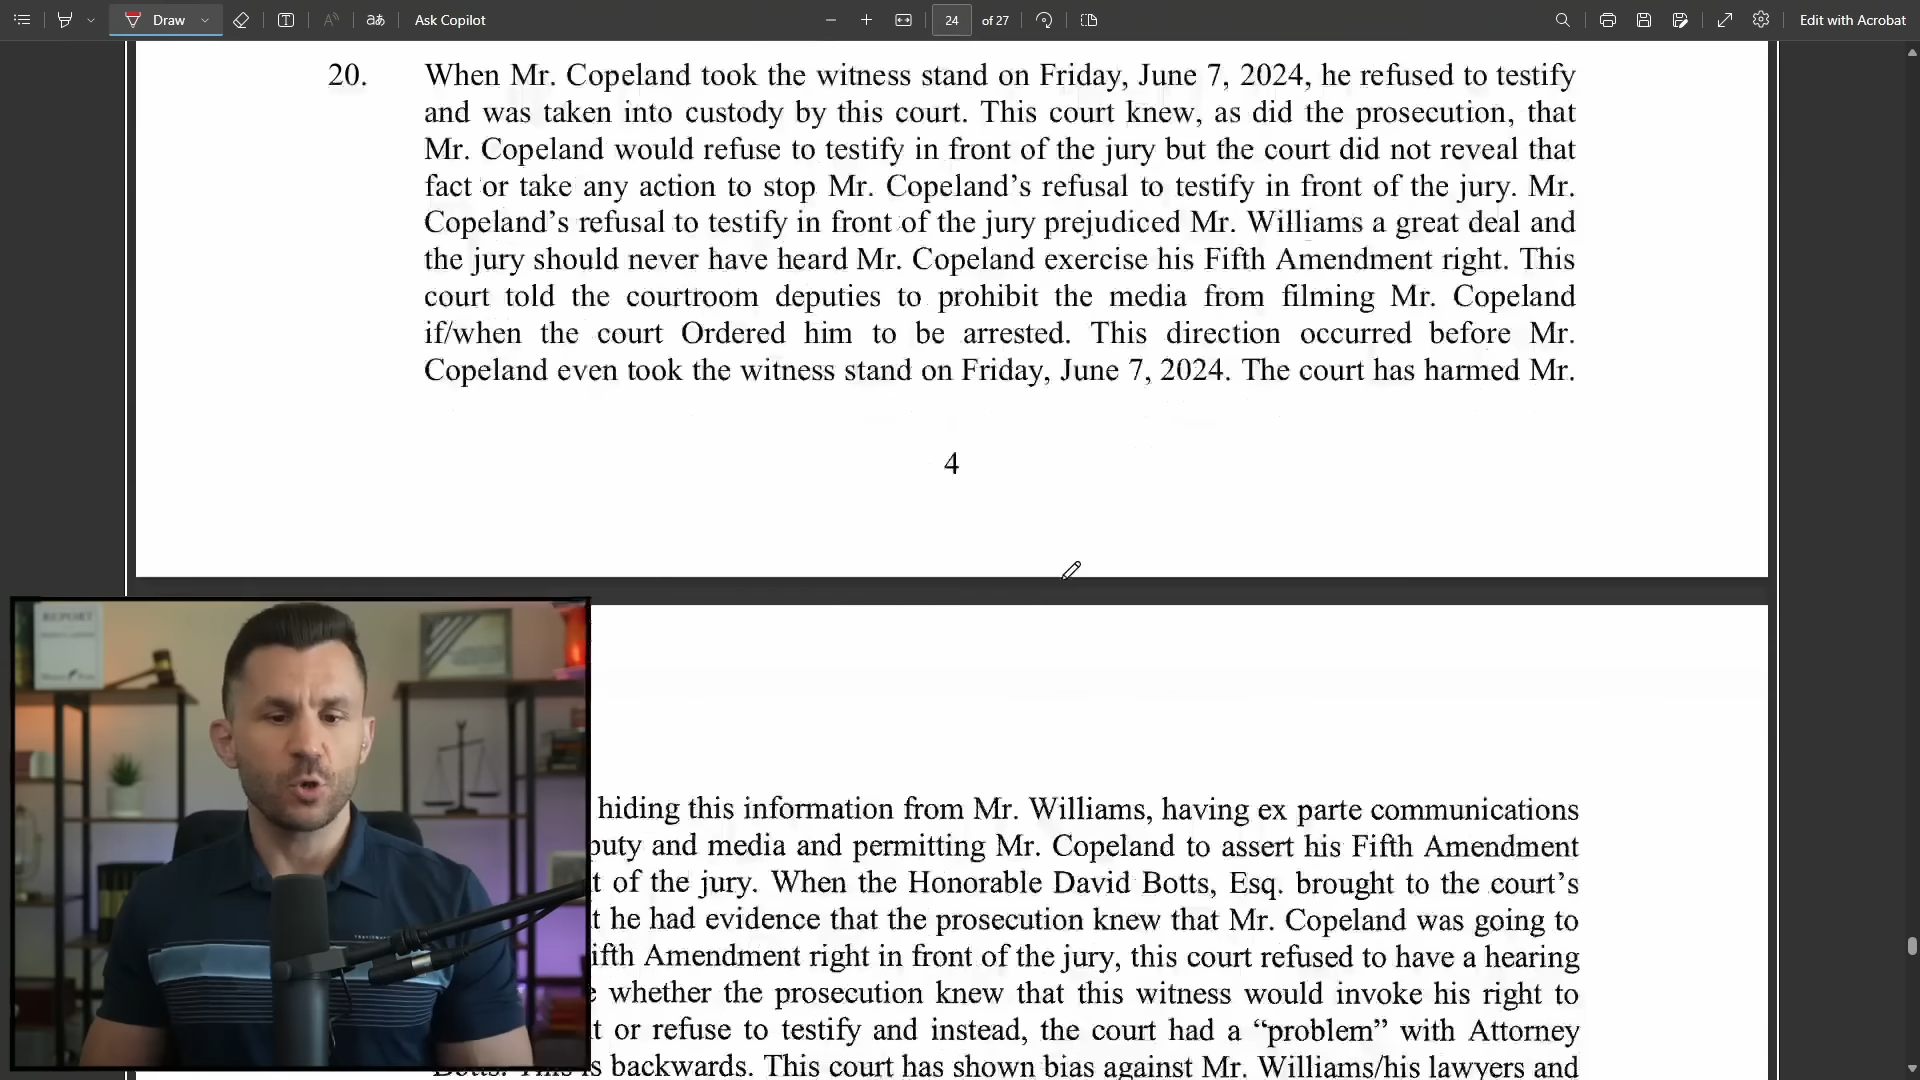 Draw
aあ
Ask Copilot
24
of 27
Edit with Acrobat
20. When Mr. Copeland took the witness stand on Friday, June 7, 2024, he refused to testify
and was taken into custody by this court. This court knew, as did the prosecution, that
Mr. Copeland would refuse to testify in front of the jury but the court did not reveal that
fact or take any action to stop Mr. Copeland’s refusal to testify in front of the jury. Mr.
Copeland’s refusal to testify in front of the jury prejudiced Mr. Williams a great deal and
the jury should never have heard Mr. Copeland exercise his Fifth Amendment right. This
court told the courtroom deputies to prohibit the media from filming Mr. Copeland
if/when the court Ordered him to be arrested. This direction occurred before Mr.
Copeland even took the witness stand on Friday, June 7, 2024. The court has harmed Mr.
4
REPORT
hiding this information from Mr. Williams, having ex parte communications
puty and media and permitting Mr. Copeland to assert his Fifth Amendment
t of the jury. When the Honorable David Botts, Esq. brought to the court’s
t he had evidence that the prosecution knew that Mr. Copeland was going to
ifth Amendment right in front of the jury, this court refused to have a hearing
e whether the prosecution knew that this witness would invoke his right to
t or refuse to testify and instead, the court had a “problem” with Attorney
Botts. This is backwards. This court has shown bias against Mr. Williams/his lawyers and